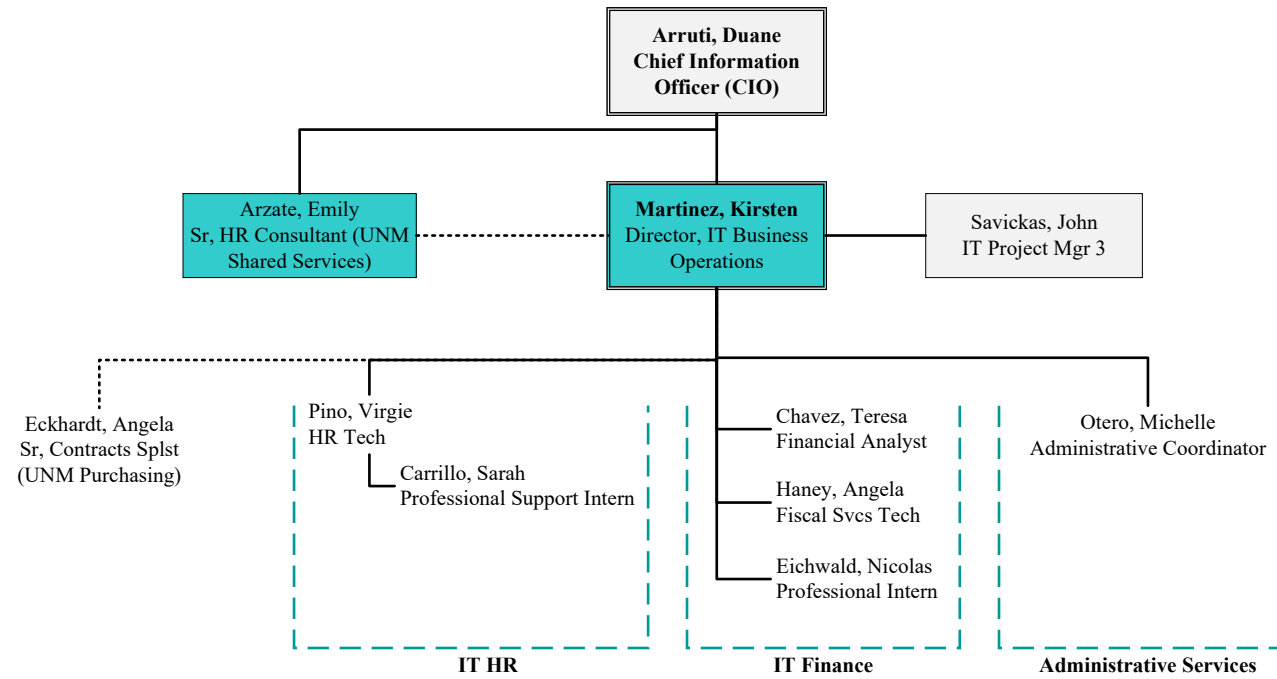 Arruti, Duane
Chief Information
Officer (CIO)
Arzate, Emily
Sr, HR Consultant (UNM
Shared Services)
Martinez, Kirsten
Director, IT Business
Operations
Savickas, John
IT Project Mgr 3
Eckhardt, Angela
Sr, Contracts Splst
(UNM Purchasing)
Pino, Virgie
HR Tech
Carrillo, Sarah
Professional Support Intern
Chavez, Teresa
Financial Analyst
Haney, Angela
Fiscal Svcs Tech
Eichwald, Nicolas
Professional Intern
Otero, Michelle
Administrative Coordinator
IT HR
IT Finance
Administrative Services